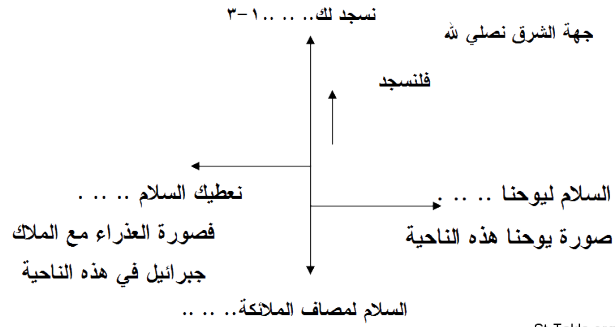 نسجد لك.. .. ..١-٣
جهة الشرق نصلي لله
فلنسجد
السلام ليوحنا .. .. .
صورة يوحنا هذه الناحية
نعطيك السلام .. .. .
فصورة العذراء مع الملاك
جبرائيل في هذه الناحية
السلام لمصاف الملائكة.. .. ..